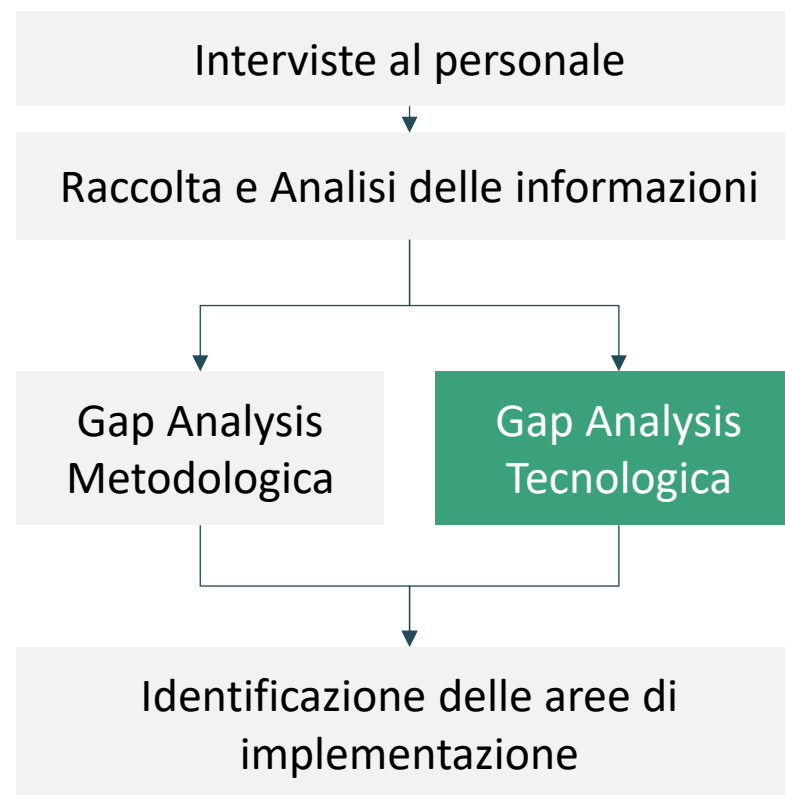 Interviste al personale
Raccolta e Analisi delle informazioni
Gap Analysis
Metodologica
Gap Analysis
Tecnologica
Identificazione delle aree di
implementazione